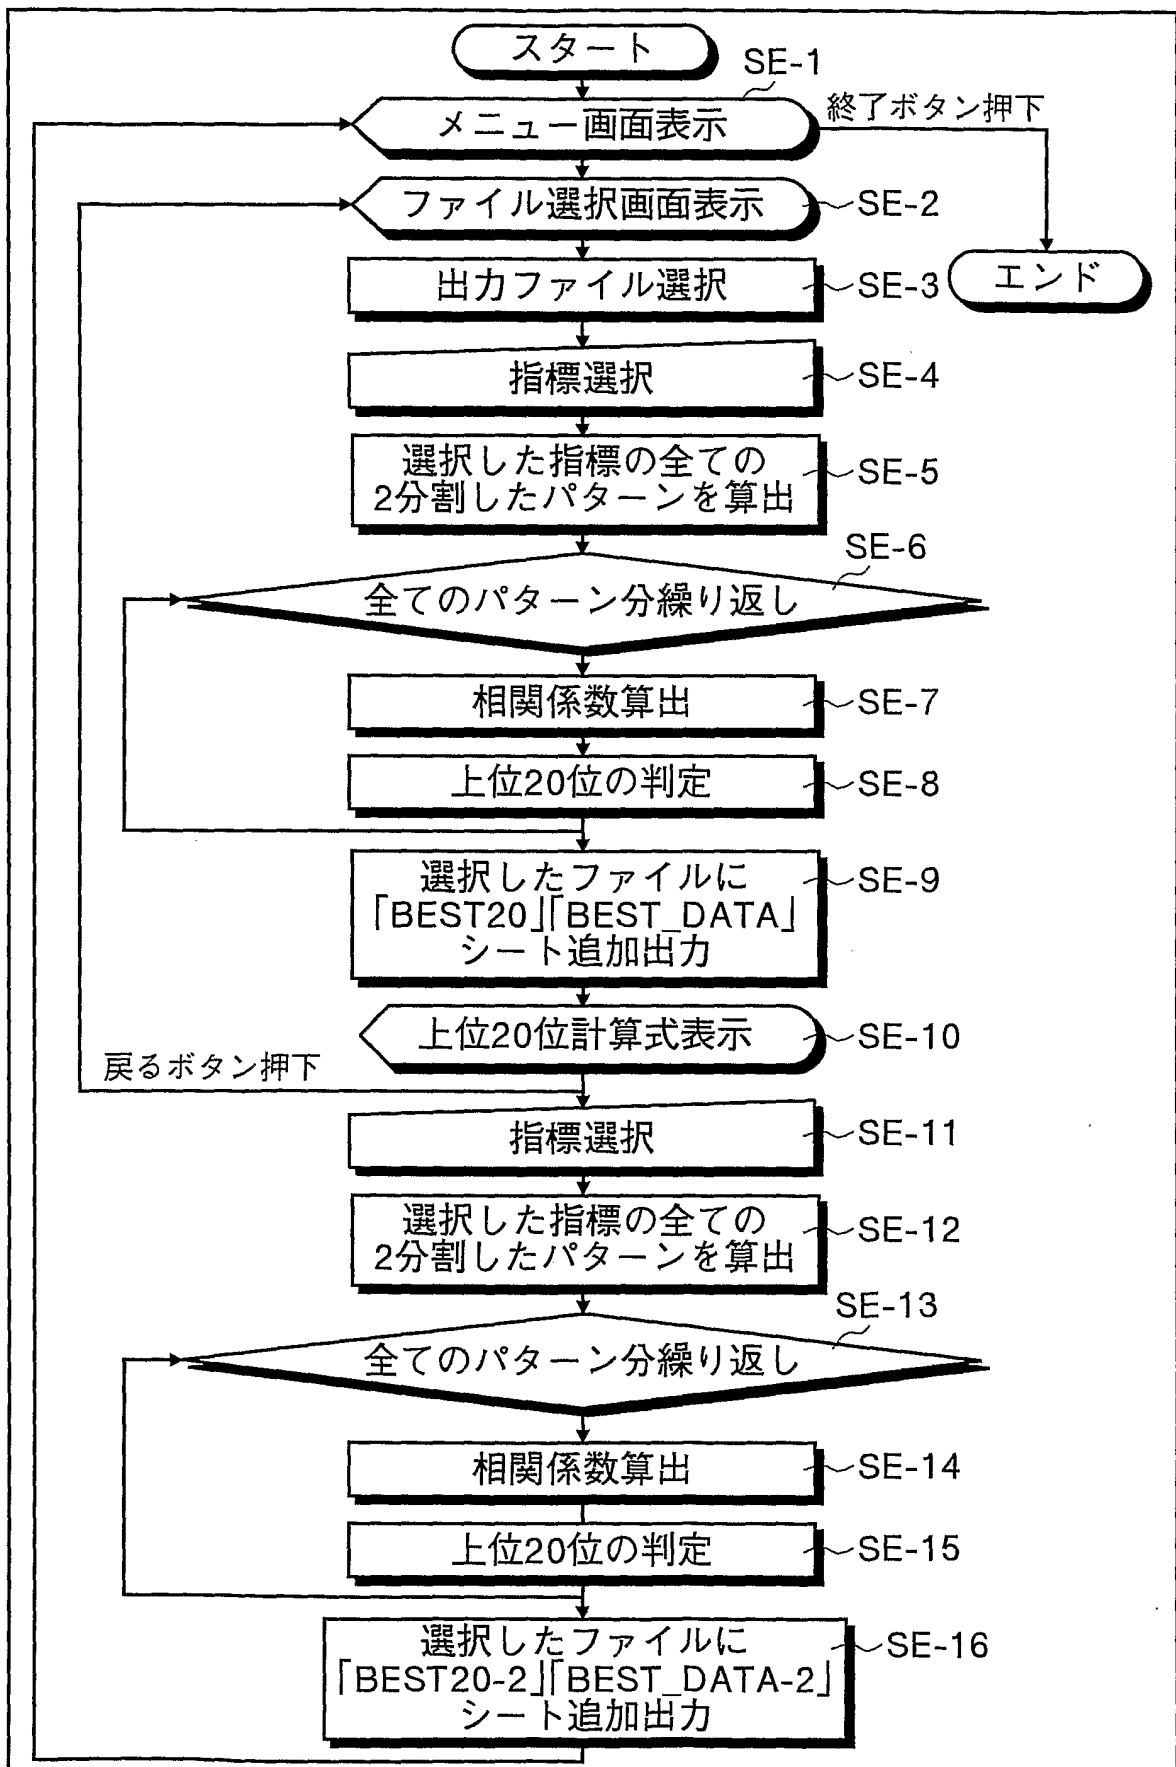 スタート
SE-1
メニュー画面表示
終了ボタン押下
ファイル選択画面表示
SE-2
エンド
出力ファイル選択
SE-3
指標選択
SE-4
選択した指標の全ての
2分割したパターンを算出
SE-5
SE-6
全てのパターン分繰り返し
相関係数算出
SE-7
上位20位の判定
SE-8
選択したファイルに
「BEST20」「BEST_DATA」
シート追加出力
SE-9
上位20位計算式表示
SE-10
戻るボタン押下
指標選択
SE-11
選択した指標の全ての
2分割したパターンを算出
SE-12
SE-13
全てのパターン分繰り返し
相関係数算出
SE-14
上位20位の判定
SE-15
選択したファイルに
「BEST20-2」「BEST_DATA-2」
シート追加出力
SE-16